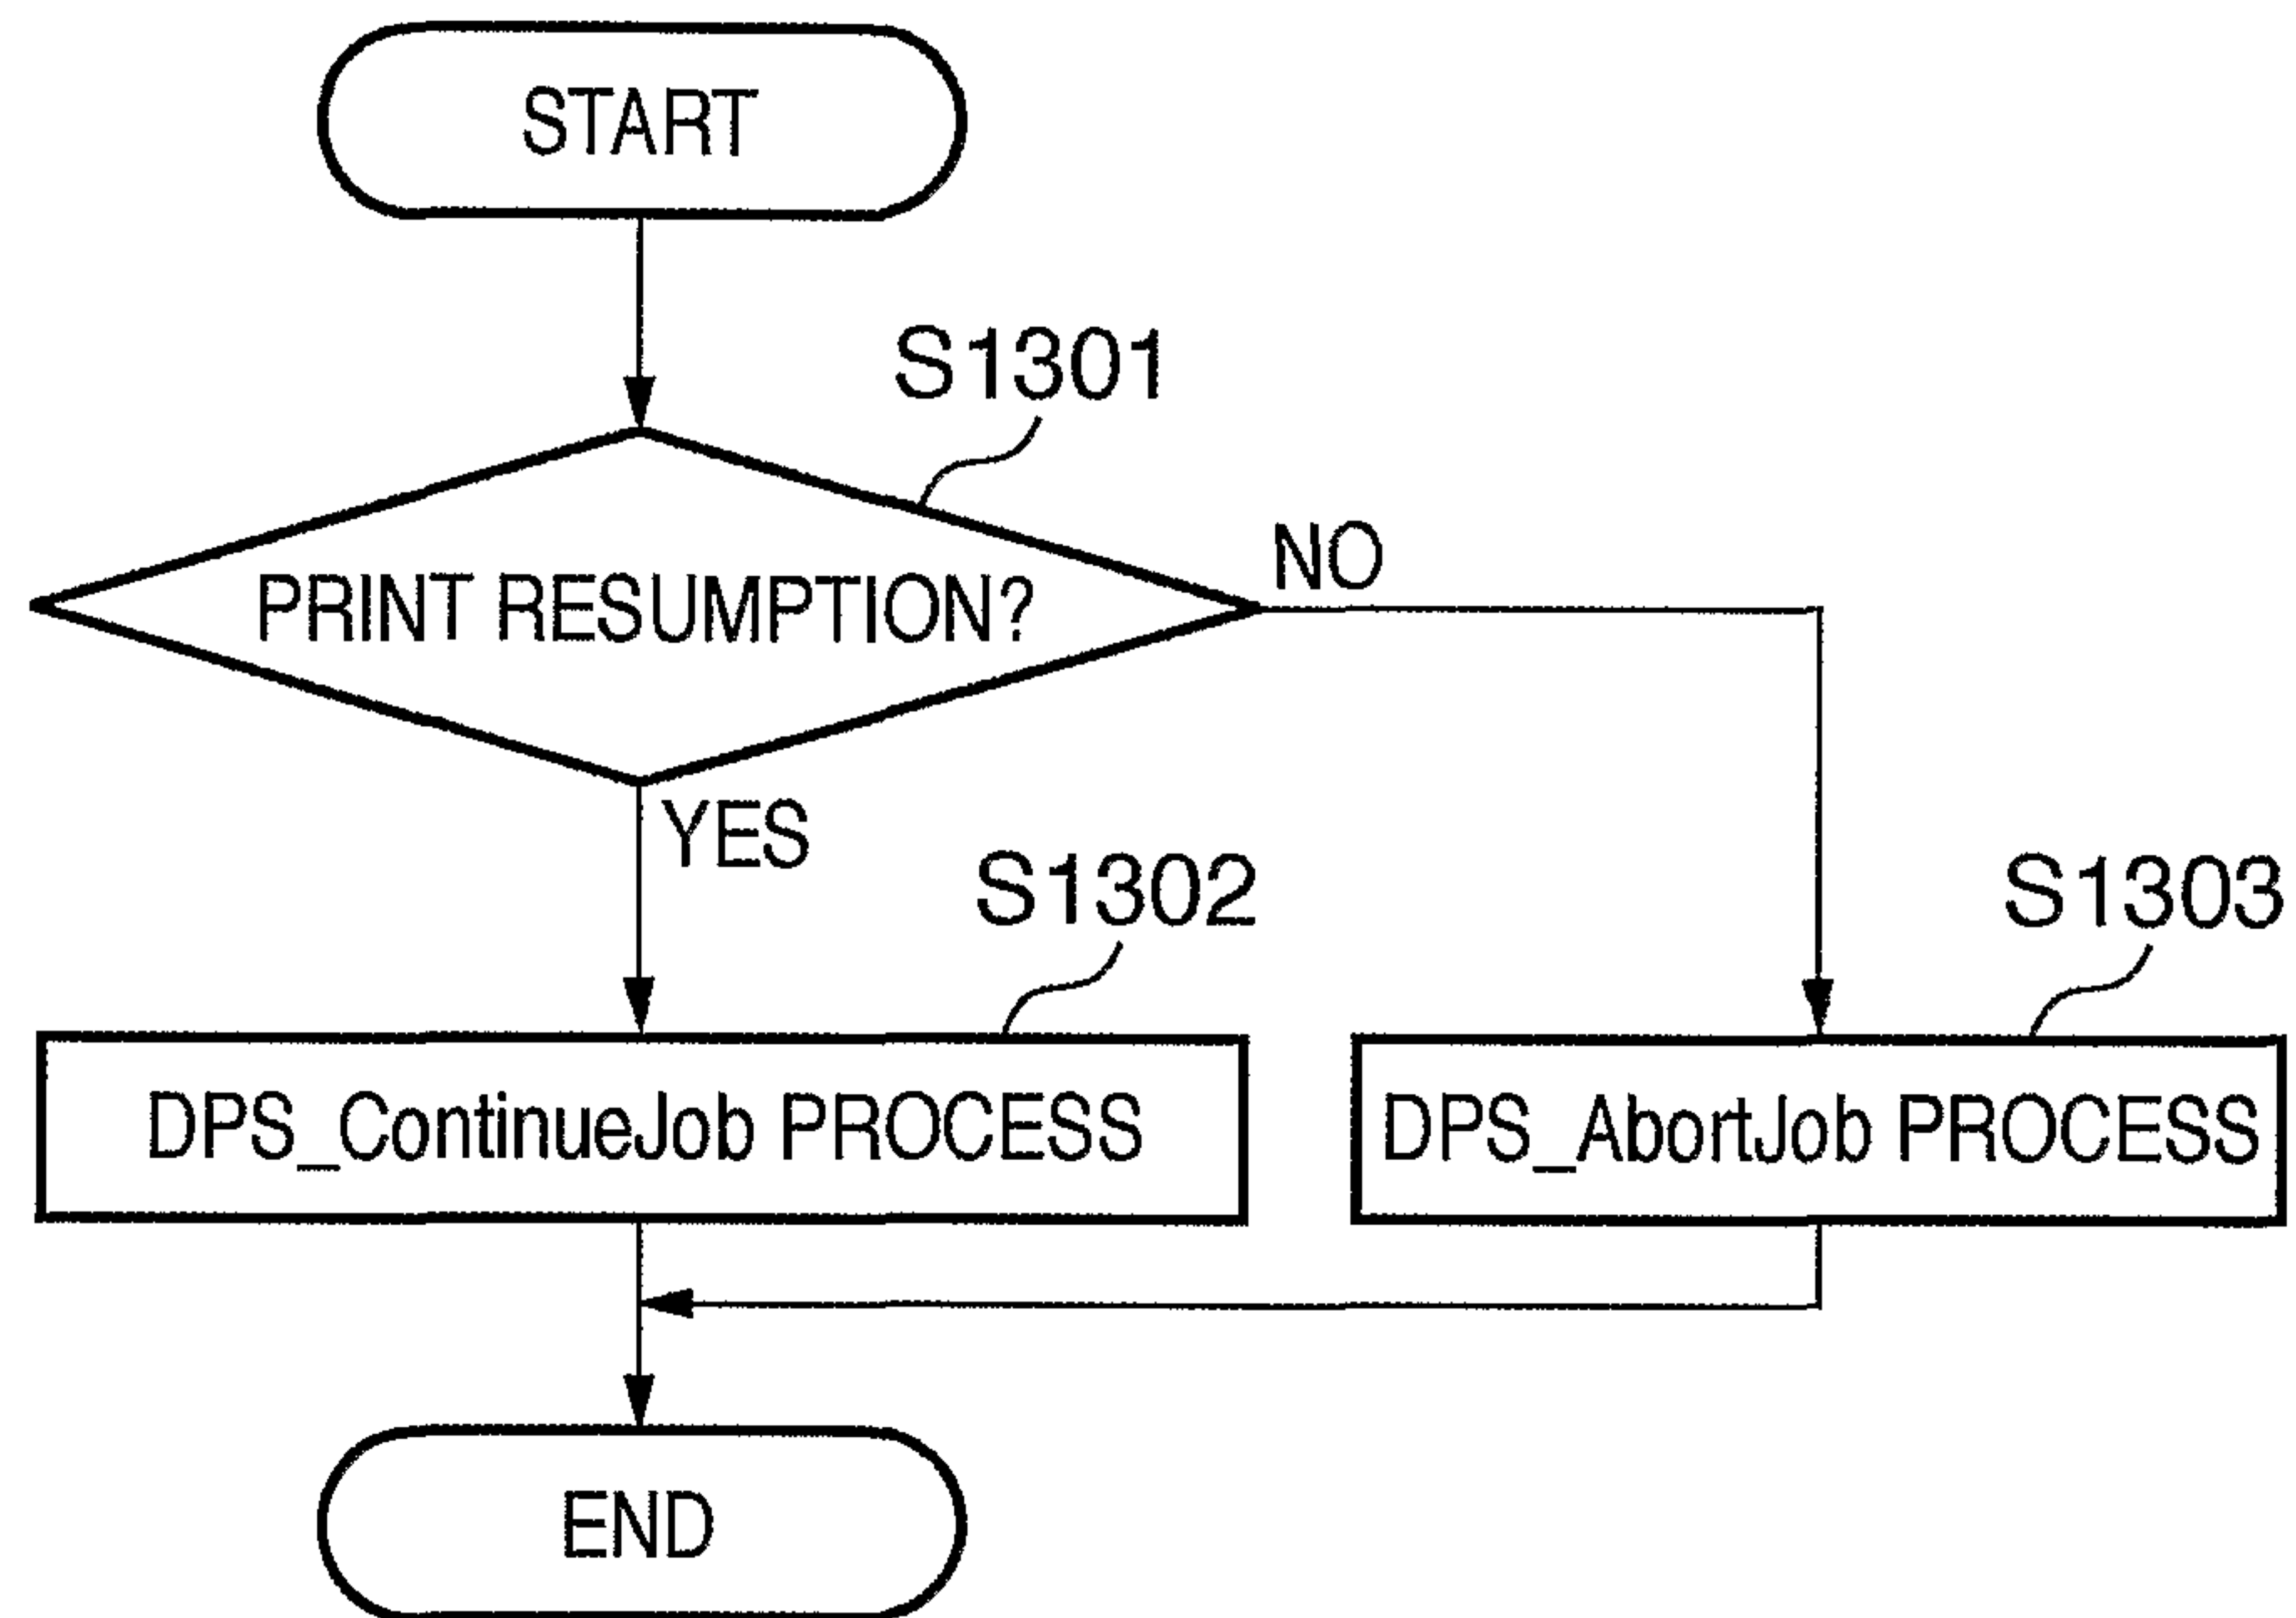 START
S1301
NO
PRINT RESUMPTION?
YES
S1302
S1303
DPS_ContinueJob PROCESS
DPS_AbortJob PROCESS
END